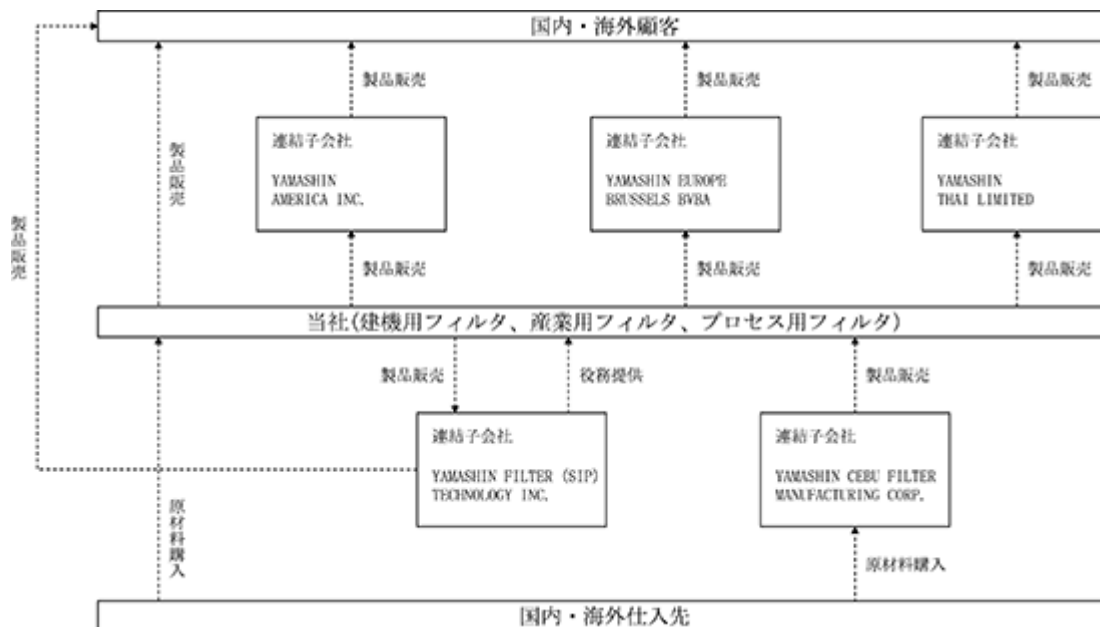 国内・海外顧客
製品販売
製品販売
製品販売
製品販売
製品販売
連結子会社
YAMASHIN
AMERICA INC.
連結子会社
YAMASHIN EUROPE
BRUSSELS BVBA
連結子会社
YAMASHIN
THAI LIMITED
製品販売
製品販売
製品販売
当社(建機用フィルタ、産業用フィルタ、プロセス用フィルタ)
製品販売
役務提供
製品販売
連結子会社
YAMASHIN FILTER (SIP)
TECHNOLOGY INC.
連結子会社
YAMASHIN CEBU FILTER
MANUFACTURING CORP.
原材料購入
原材料購入
国内・海外仕入先